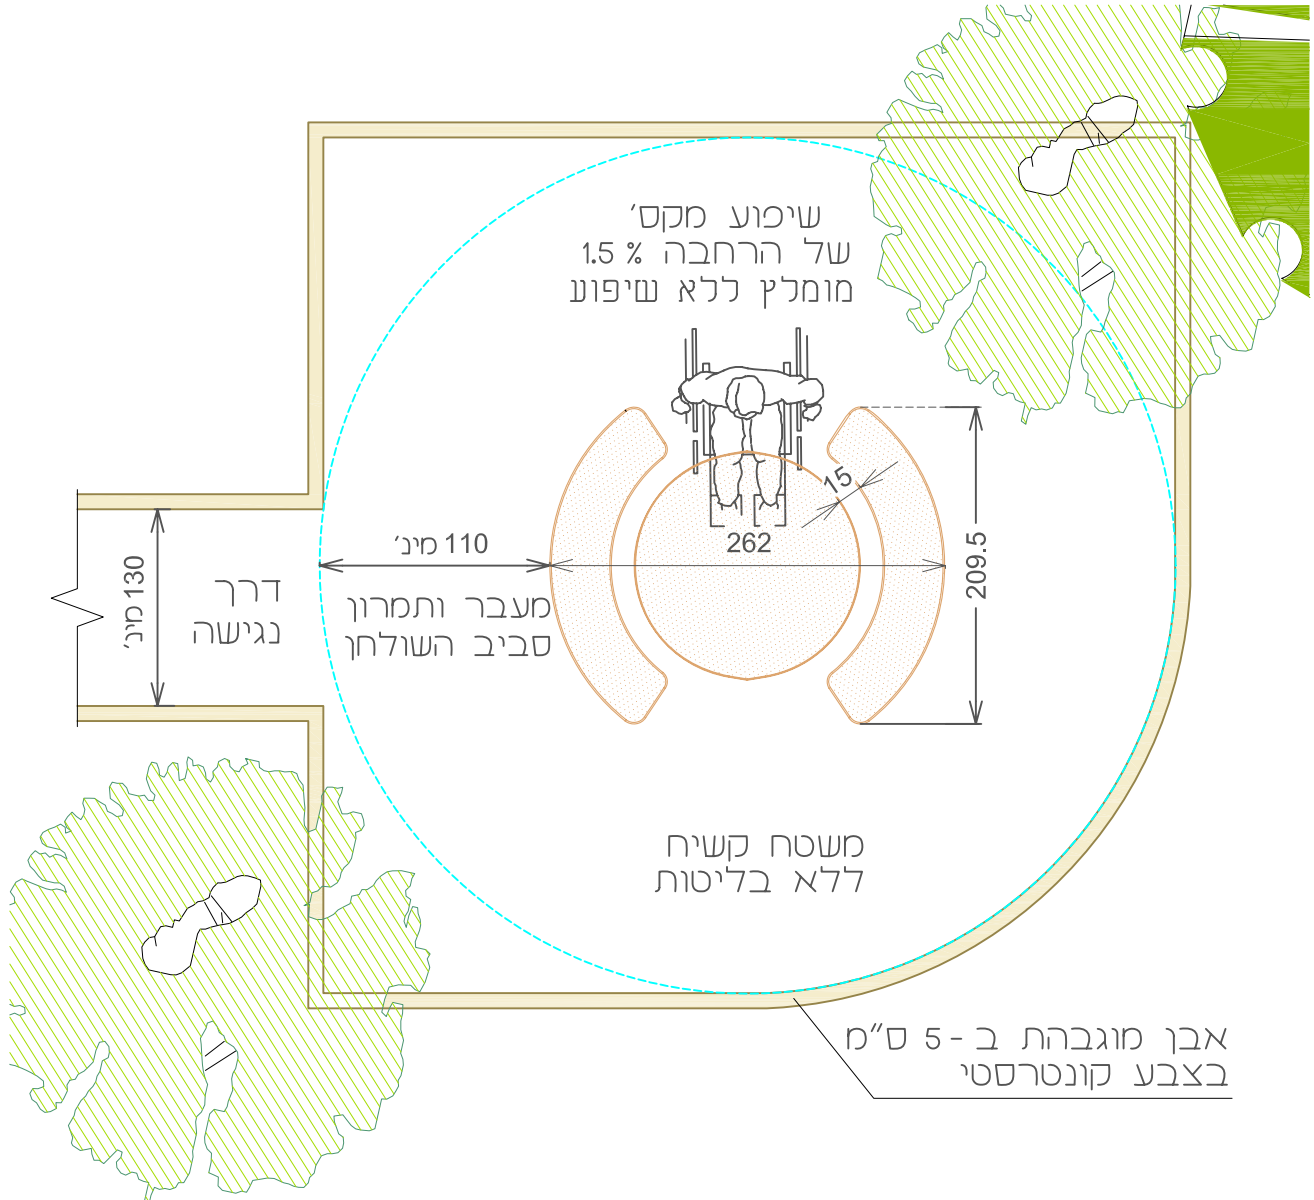 שיפוע מקס'
של הרחבה % 1.5
מומלץ ללא שיפוע
15
262
209.5
110 מינ'
מעבר ותמרון
סביב השולחן
130 מינ'
דרך
נגישה
משטח קשיח
ללא בליטות
אבן מוגבהת ב - 5 ס"מ
בצבע קונטרסטי